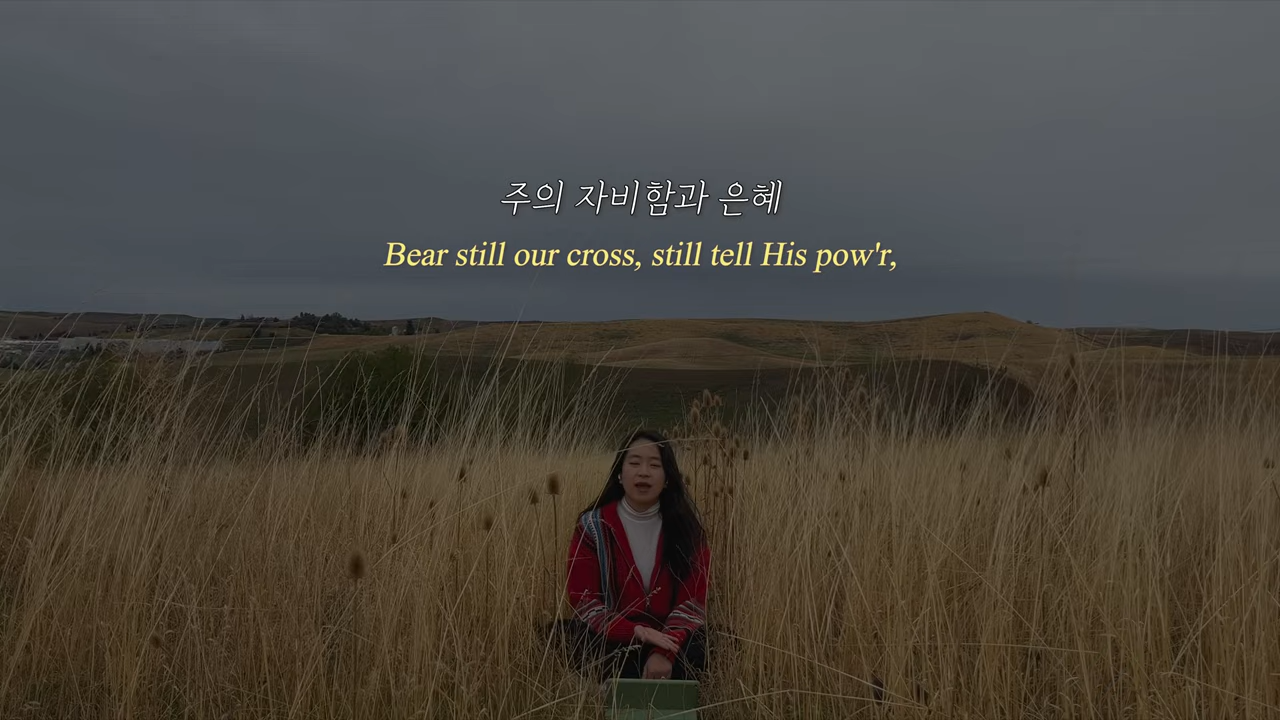 주의 자비함과 은혜
Bear still our cross, still tell His pow'r,